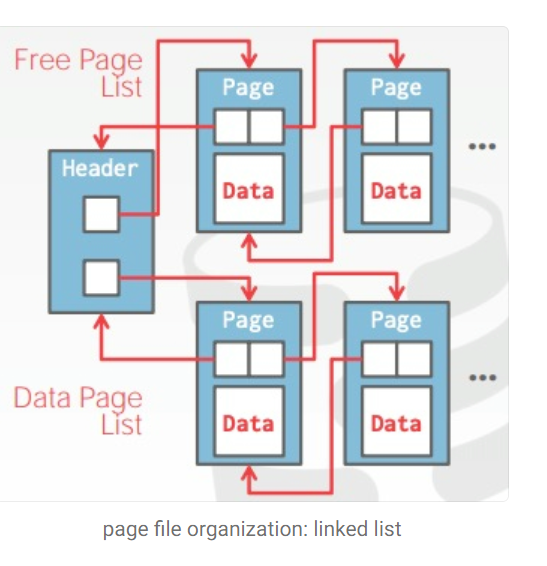 Free Page
List
Page
Page
Data
Data
...
Header
Page
Page
Data
Data
...
Data Page
List
page file organization: linked list